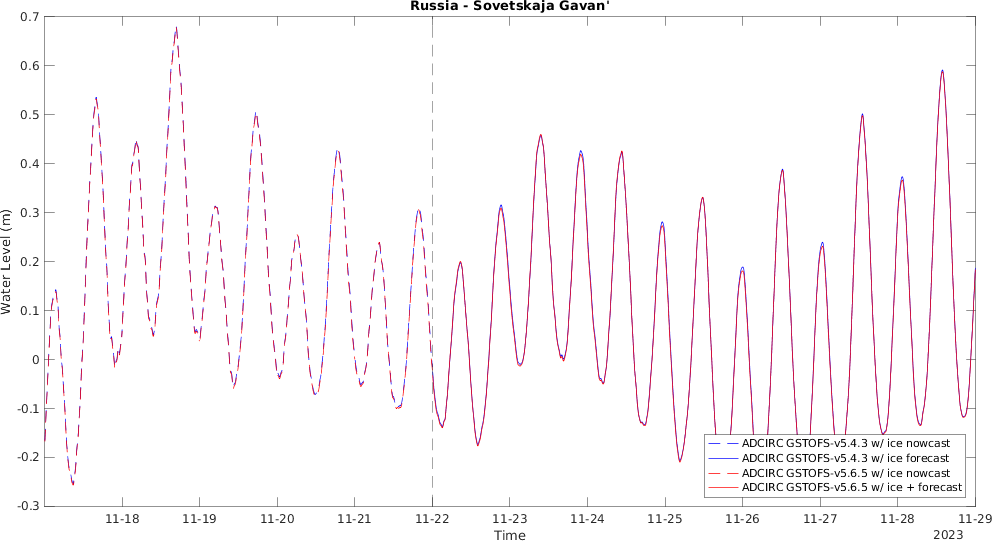 Russia - Sovetskaja Gavan'
0.7
0.6
0.5
0.4
0.3
0.2
0.1
0
-0.1
-0.2
-0.3
Water Level (m)
ADCIRC GSTOFS-v5.4.3 w/ ice nowcast
ADCIRC GSTOFS-v5.4.3 w/ ice forecast
ADCIRC GSTOFS-v5.6.5 w/ ice nowcast
ADCIRC GSTOFS-v5.6.5 w/ ice + forecast
11-18 11-19 11-20 11-21 11-22 11-23 11-24 11-25 11-26 11-27 11-28 11-29
Time
2023